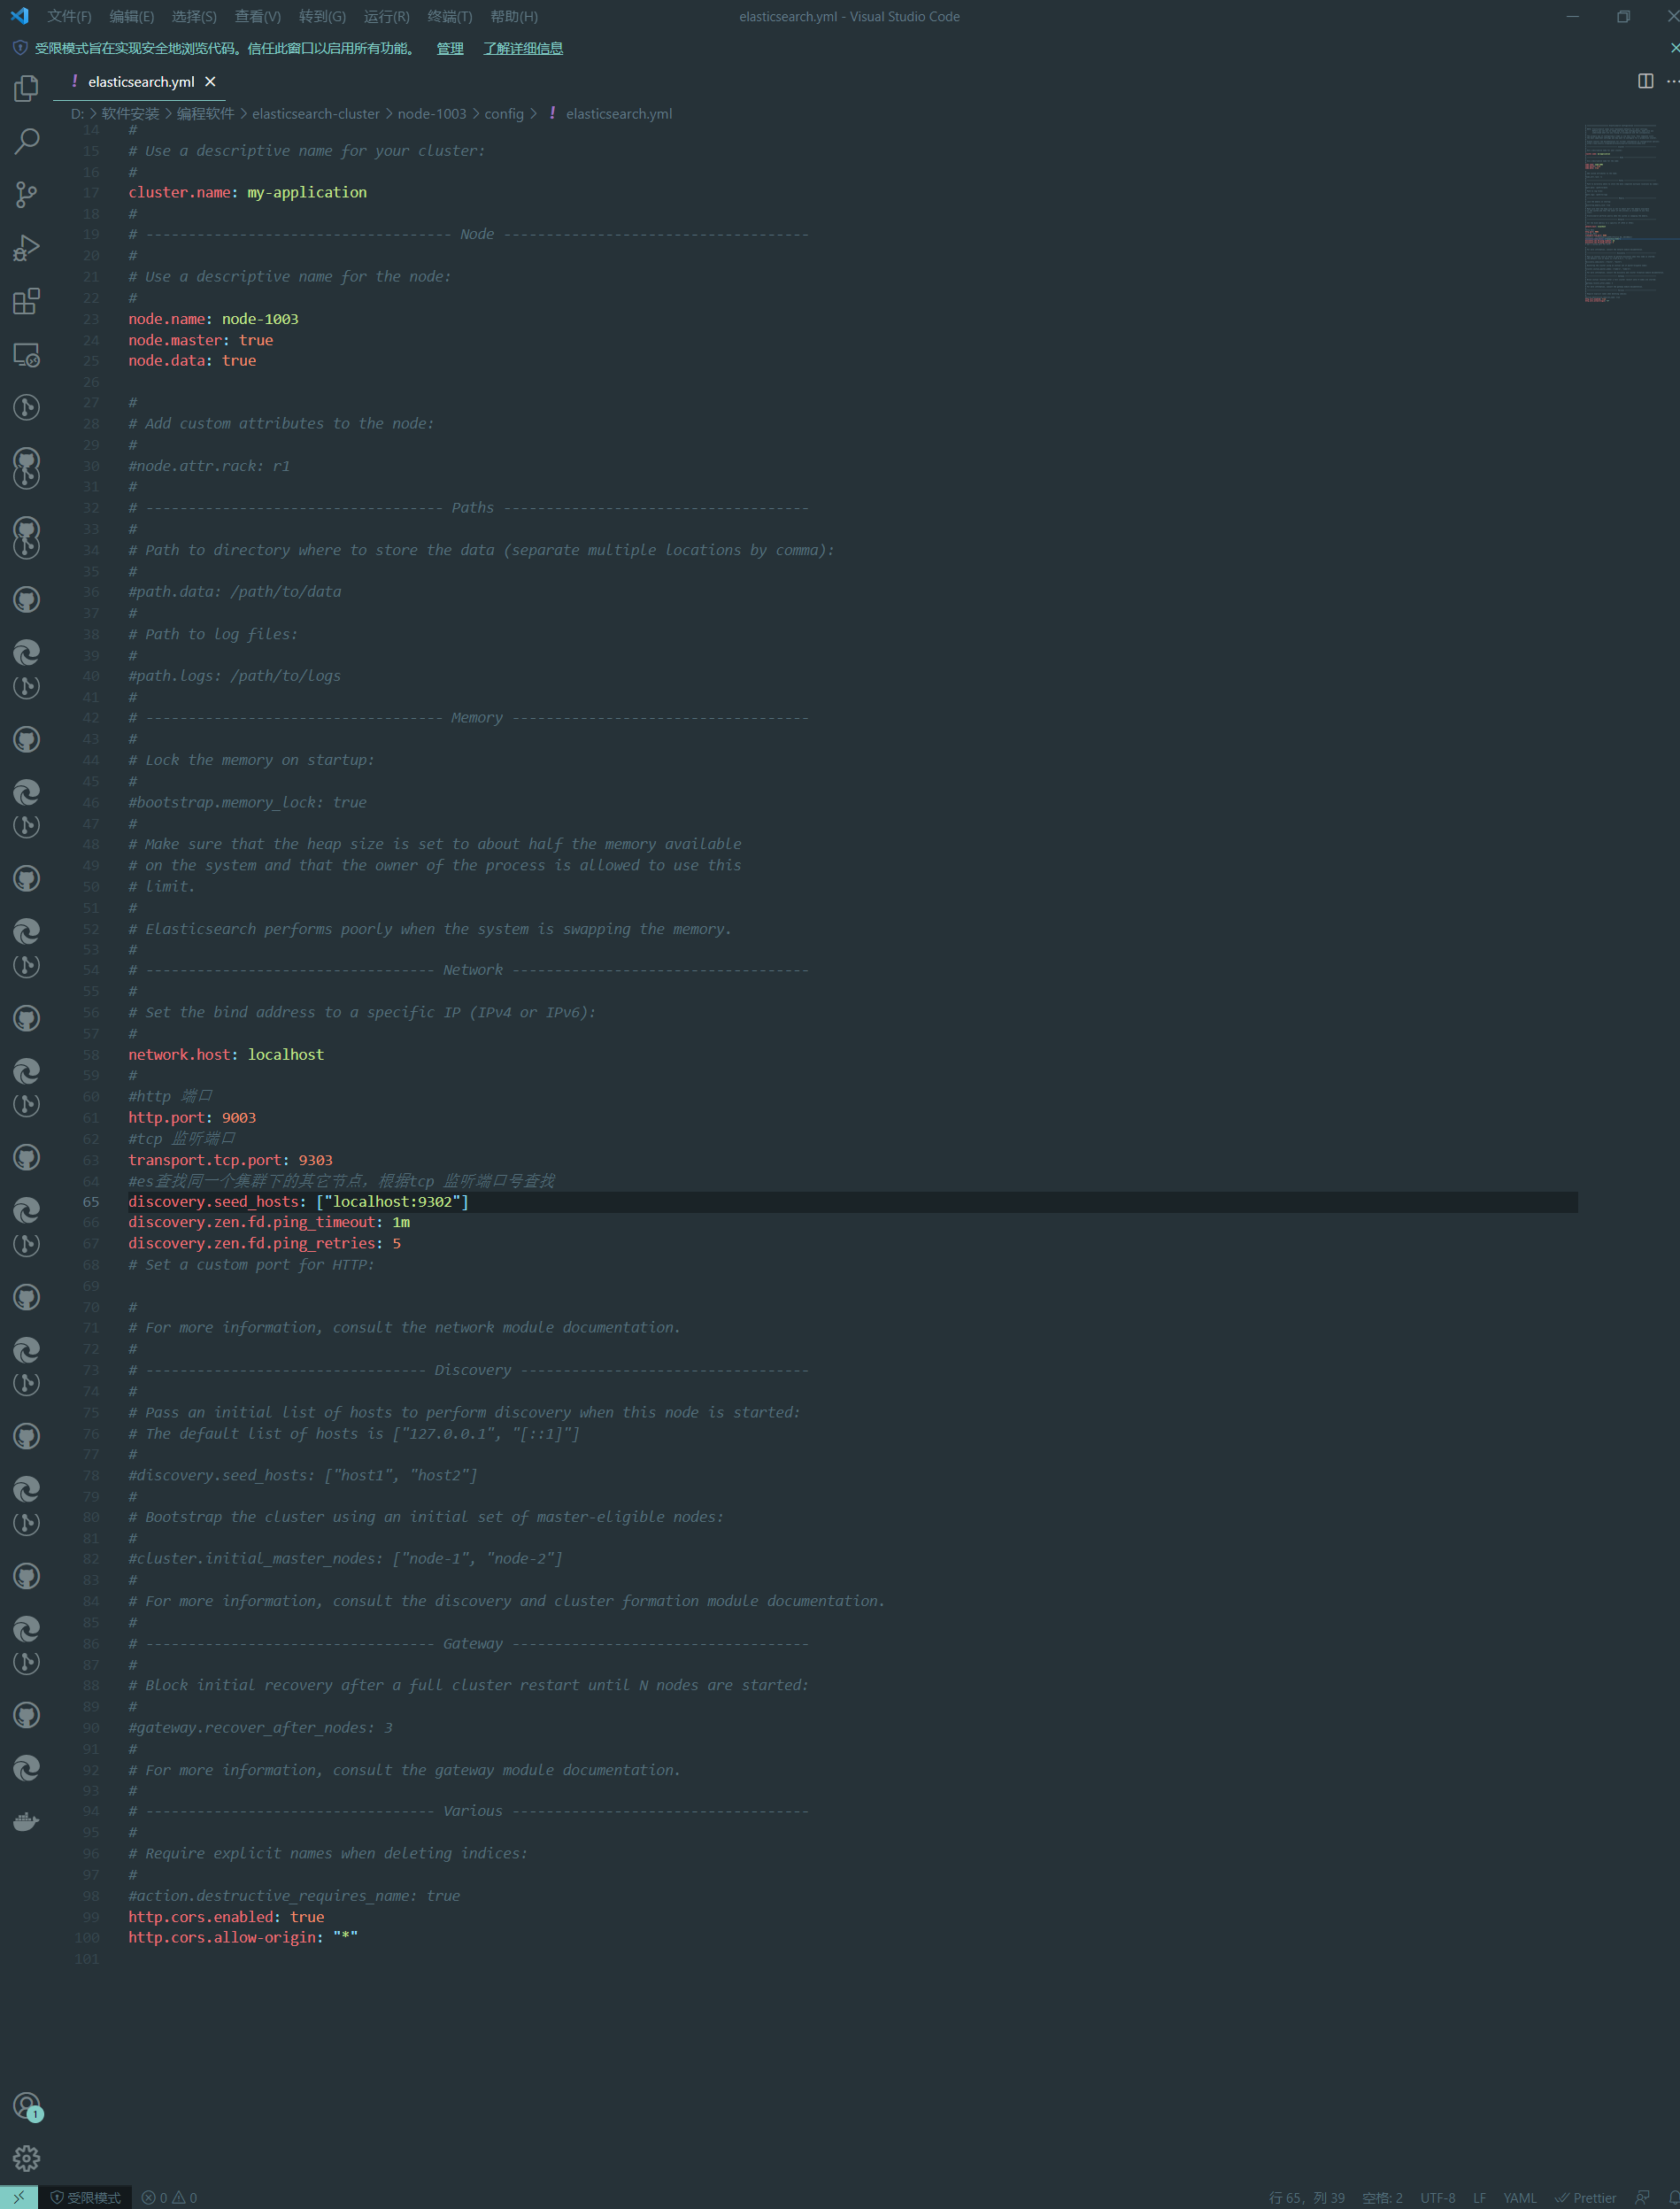 文件(F) 编辑(E) 选择(S) 查看(V) 转到(G) 运行(R) 终端(T) 帮助(H) elasticsearch.yml - Visual Studio Code
受限模式旨在实现安全地浏览代码。信任此窗口以启用所有功能。 管理 了解详细信息
! elasticsearch.yml
D: > 软件安装 > 编程软件 > elasticsearch-cluster > node-1003 > config > ! elasticsearch.yml
14 #
15 # Use a descriptive name for your cluster:
16 #
17 cluster.name: my-application
18 #
19 # ------------------------------------ Node ------------------------------------
20 #
21 # Use a descriptive name for the node:
22 #
23 node.name: node-1003
24 node.master: true
25 node.data: true
26
27 #
28 # Add custom attributes to the node:
29 #
30 #node.attr.rack: r1
31 #
32 # ----------------------------------- Paths ------------------------------------
33 #
34 # Path to directory where to store the data (separate multiple locations by comma):
35 #
36 #path.data: /path/to/data
37 #
38 # Path to log files:
39 #
40 #path.logs: /path/to/logs
41 #
42 # ----------------------------------- Memory -----------------------------------
43 #
44 # Lock the memory on startup:
45 #
46 #bootstrap.memory_lock: true
47 #
48 # Make sure that the heap size is set to about half the memory available
49 # on the system and that the owner of the process is allowed to use this
50 # limit.
51 #
52 # Elasticsearch performs poorly when the system is swapping the memory.
53 #
54 # ---------------------------------- Network -----------------------------------
55 #
56 # Set the bind address to a specific IP (IPv4 or IPv6):
57 #
58 network.host: localhost
59 #
60 #http 端口
61 http.port: 9003
62 #tcp 监听端口
63 transport.tcp.port: 9303
64 #es查找同一个集群下的其它节点，根据tcp 监听端口号查找
65 discovery.seed_hosts: ["localhost:9302"]
66 discovery.zen.fd.ping_timeout: 1m
67 discovery.zen.fd.ping_retries: 5
68 # Set a custom port for HTTP:
69
70 #
71 # For more information, consult the network module documentation.
72 #
73 # --------------------------------- Discovery ----------------------------------
74 #
75 # Pass an initial list of hosts to perform discovery when this node is started:
76 # The default list of hosts is ["127.0.0.1", "[::1]"]
77 #
78 #discovery.seed_hosts: ["host1", "host2"]
79 #
80 # Bootstrap the cluster using an initial set of master-eligible nodes:
81 #
82 #cluster.initial_master_nodes: ["node-1", "node-2"]
83 #
84 # For more information, consult the discovery and cluster formation module documentation.
85 #
86 # ---------------------------------- Gateway -----------------------------------
87 #
88 # Block initial recovery after a full cluster restart until N nodes are started:
89 #
90 #gateway.recover_after_nodes: 3
91 #
92 # For more information, consult the gateway module documentation.
93 #
94 # ---------------------------------- Various -----------------------------------
95 #
96 # Require explicit names when deleting indices:
97 #
98 #action.destructive_requires_name: true
99 http.cors.enabled: true
100 http.cors.allow-origin: "*"
101
1
受限模式 0 0 行 65，列 39 空格: 2 UTF-8 LF YAML Prettier